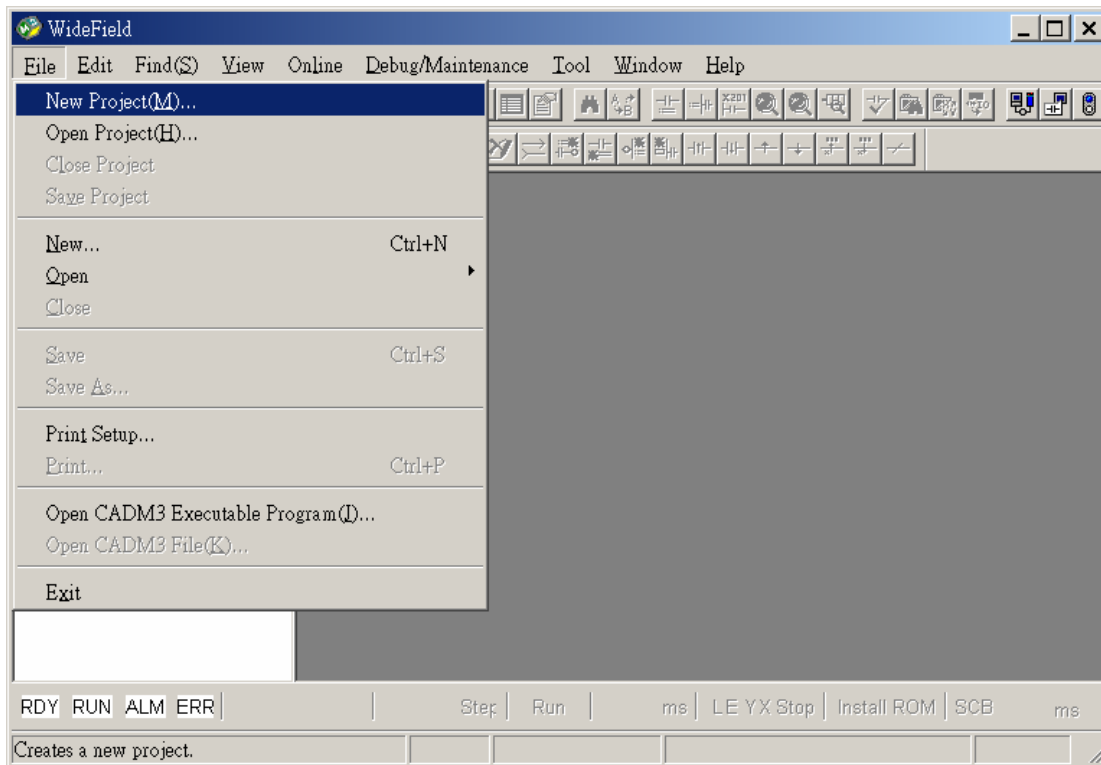 WideField
File Edit Find(S) View Online Debug/Maintenance Tool Window Help
New Project(M)...
Open Project(H)...
Close Project
Save Project
New... Ctrl+N
Open
Close
Save Ctrl+S
Save As...
Print Setup...
Print... Ctrl+P
Open CADM3 Executable Program(J)...
Open CADM3 File(K)...
Exit
RDY RUN ALM ERR Step Run ms LE YX Stop Install ROM SCB ms
Creates a new project.